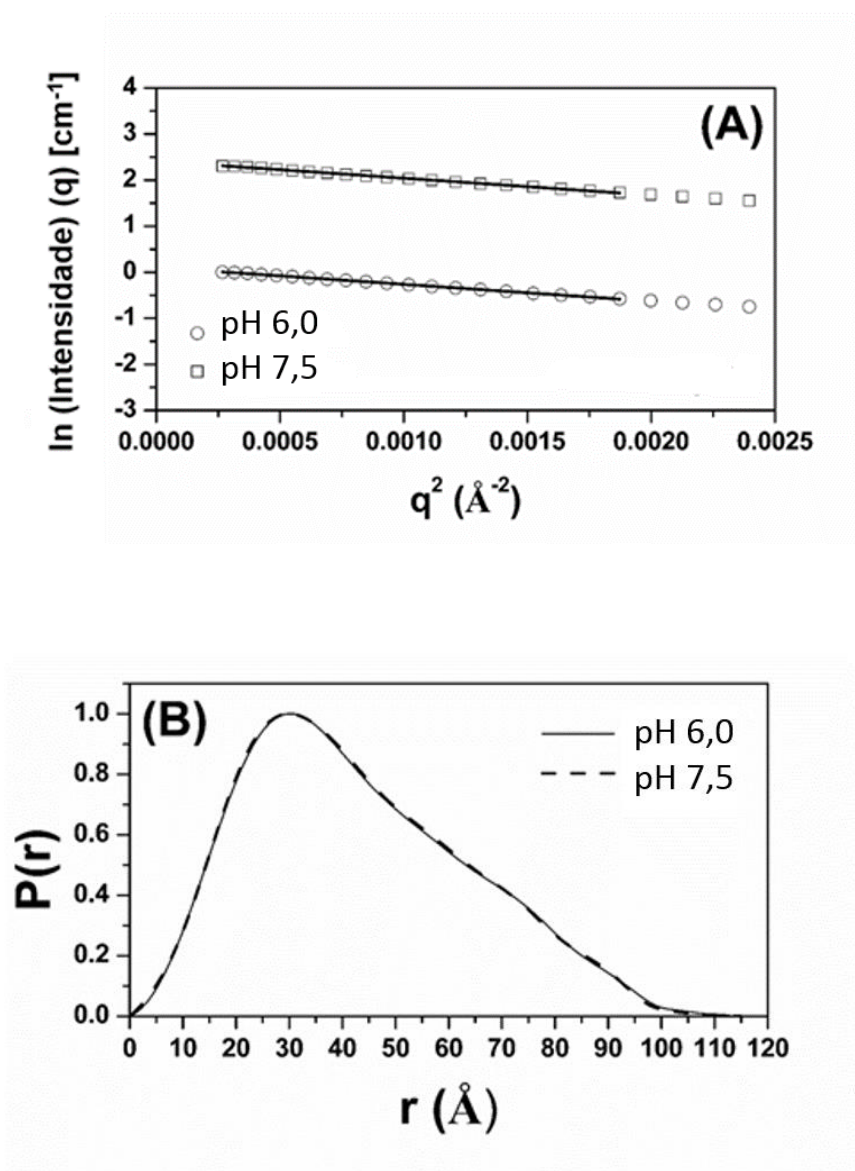 4
3
2
1
0
-1
-2
-3
ln (Intensidade) (q) [cm-1]
(A)
pH 6,0
pH 7,5
0.0000 0.0005 0.0010 0.0015 0.0020 0.0025
q2 (Å-2)
1.0
0.8
0.6
0.4
0.2
0.0
P(r)
(B)
pH 6,0
pH 7,5
0 10 20 30 40 50 60 70 80 90 100 110 120
r (Å)